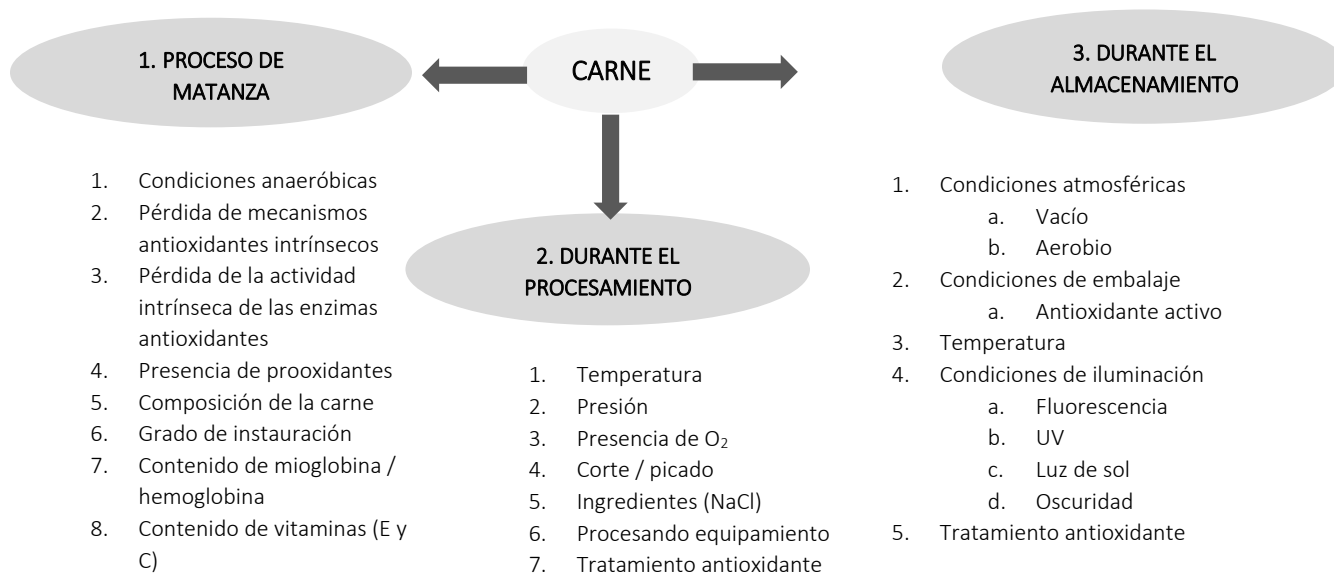 CARNE
1. PROCESO DE
MATANZA
1. Condiciones anaeróbicas
2. Pérdida de mecanismos
antioxidantes intrínsecos
3. Pérdida de la actividad
intrínseca de las enzimas
antioxidantes
4. Presencia de prooxidantes
5. Composición de la carne
6. Grado de instauración
7. Contenido de mioglobina /
hemoglobina
8. Contenido de vitaminas (E y
C)
2. DURANTE EL
PROCESAMIENTO
1. Temperatura
2. Presión
3. Presencia de O₂
4. Corte / picado
5. Ingredientes (NaCl)
6. Procesando equipamiento
7. Tratamiento antioxidante
3. DURANTE EL
ALMACENAMIENTO
1. Condiciones atmosféricas
a. Vacío
b. Aerobio
2. Condiciones de embalaje
a. Antioxidante activo
3. Temperatura
4. Condiciones de iluminación
a. Fluorescencia
b. UV
c. Luz de sol
d. Oscuridad
5. Tratamiento antioxidante